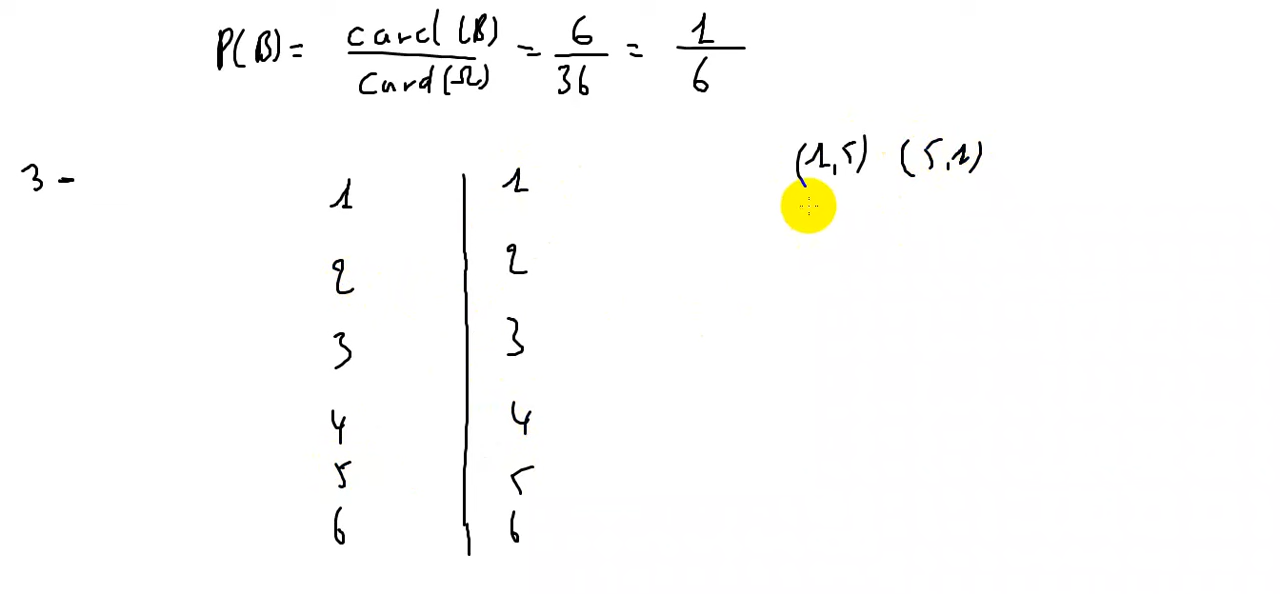 P(B) = card(B) / Card(Ω) = 6/36 = 1/6
(1,5) (5,1)
3 - 1 | 1
2 | 2
3 | 3
4 | 4
5 | 5
6 | 6